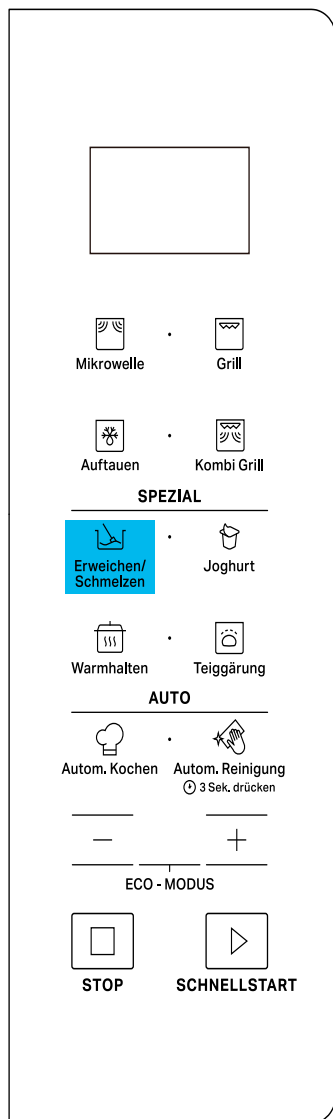 Mikrowelle
Grill
Auftauen
Kombi Grill
SPEZIAL
Erweichen/
Schmelzen
Joghurt
Warmhalten
Teiggärung
AUTO
Autom. Kochen
Autom. Reinigung
3 Sek. drücken
ECO - MODUS
STOP
SCHNELLSTART